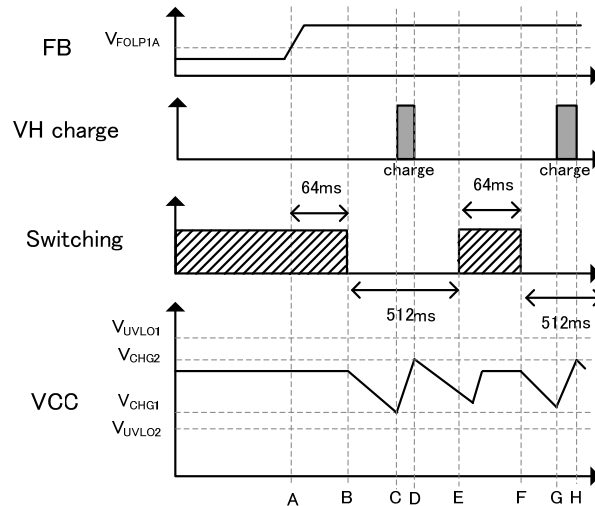 FB
VFOLP1A
VH charge
charge
charge
64ms
64ms
Switching
512ms
512ms
VUVLO1
VCHG2
VCC
VCHG1
VUVLO2
A B C D E F G H